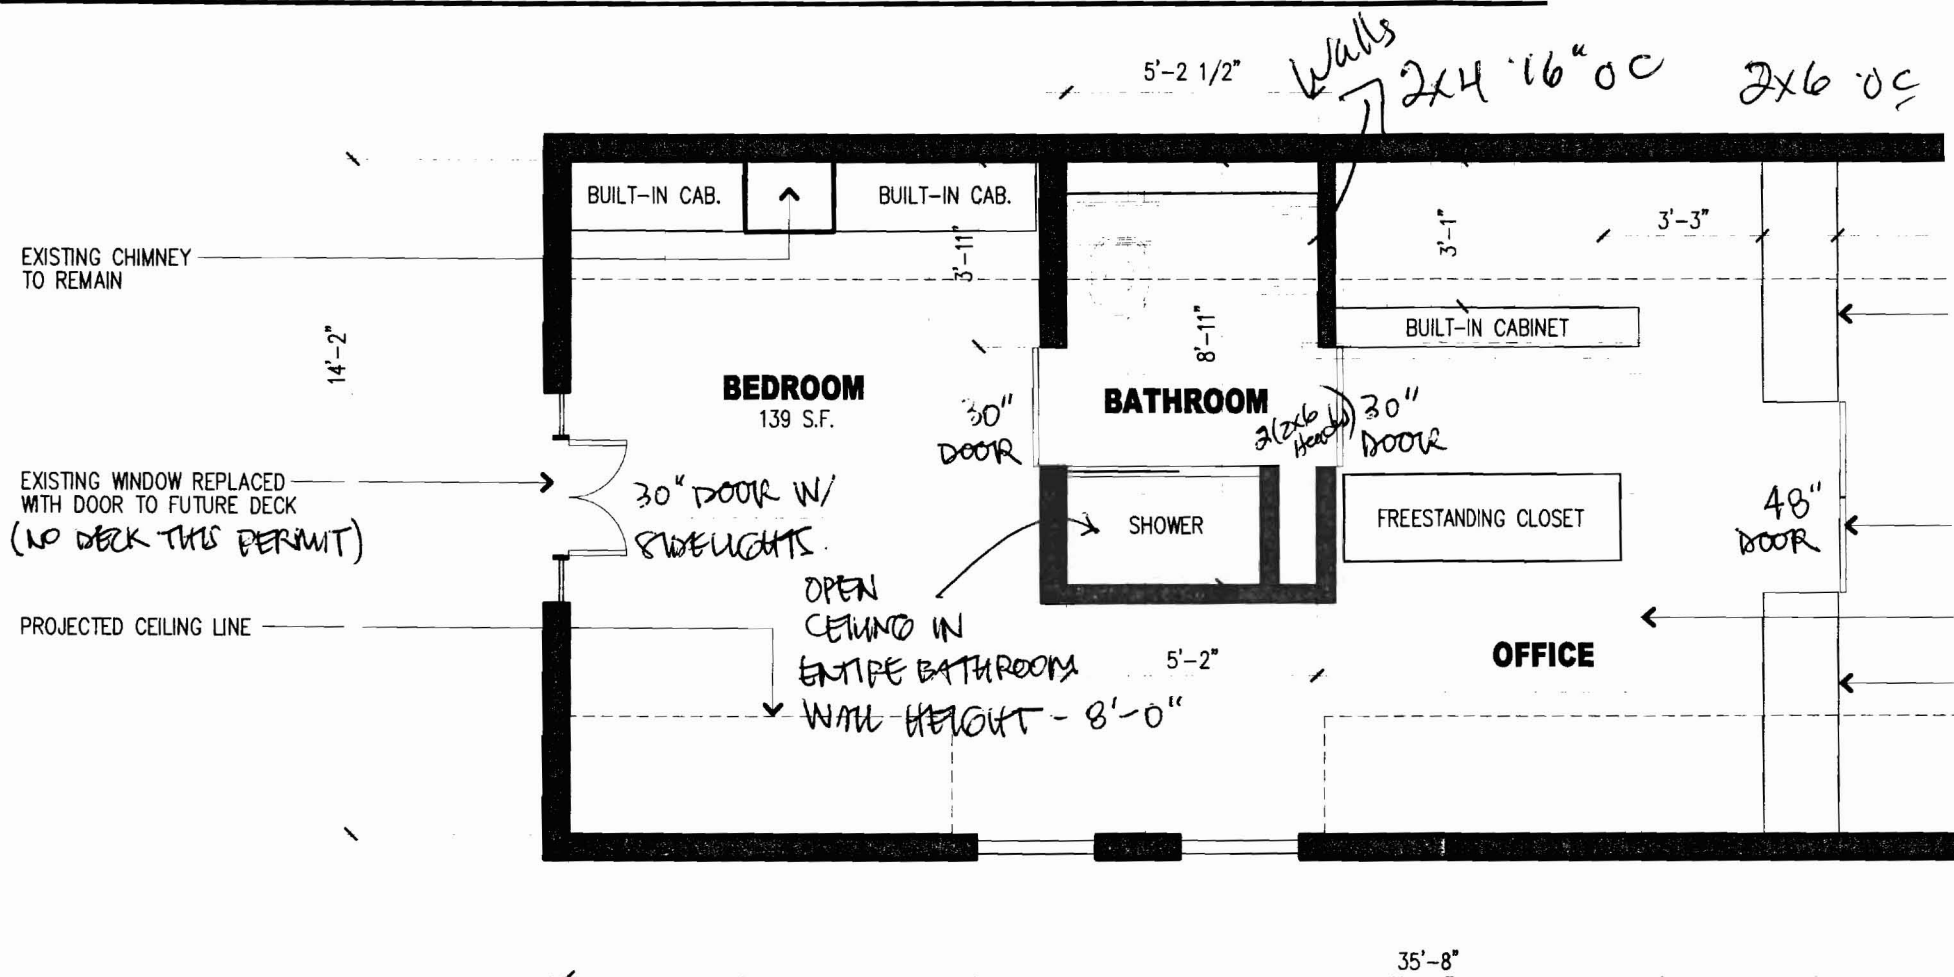 5'-2 1/2"
Walls
2x4 16" OC
2x6 OC
BUILT-IN CAB.
BUILT-IN CAB.
3'-11"
3'-1"
3'-3"
EXISTING CHIMNEY
TO REMAIN
14'-2"
8'-11"
BUILT-IN CABINET
BEDROOM
139 S.F.
30"
DOOR
BATHROOM
2(2x6
Header)
30"
DOOR
EXISTING WINDOW REPLACED
WITH DOOR TO FUTURE DECK
(NO DECK THIS PERMIT)
30" DOOR W/
SIDELIGHTS.
SHOWER
FREESTANDING CLOSET
48"
DOOR
OPEN
CEILING IN
ENTIRE BATHROOM
WALL HEIGHT - 8'-0"
PROJECTED CEILING LINE
5'-2"
OFFICE
35'-8"